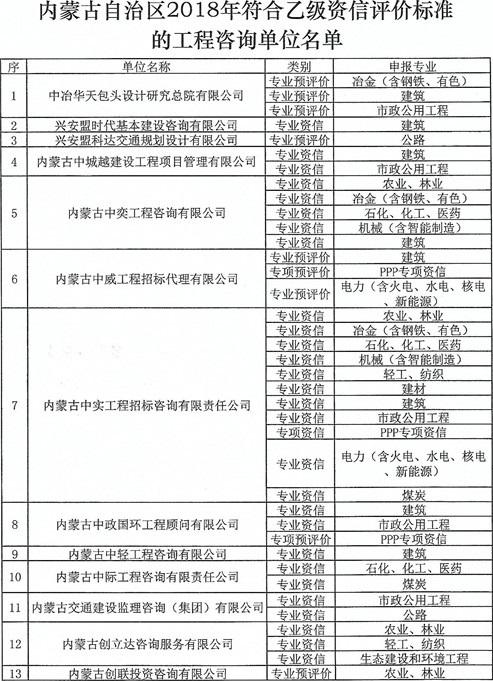 内蒙古自治区2018年符合乙级资信评价标准
的工程咨询单位名单
序 单位名称 类别 申报专业
1 中冶华天包头设计研究总院有限公司 专业预评价 冶金（含钢铁、有色）
专业预评价 建筑
专业预评价 市政公用工程
2 兴安盟时代基本建设咨询有限公司 专业资信 建筑
3 兴安盟科达交通规划设计有限公司 专业预评价 公路
4 内蒙古中城越建设工程项目管理有限公司 专业资信 建筑
专业资信 市政公用工程
5 内蒙古中奕工程咨询有限公司 专业资信 农业、林业
专业资信 冶金（含钢铁、有色）
专业资信 石化、化工、医药
专业资信 机械（含智能制造）
专业资信 建筑
6 内蒙古中威工程招标代理有限公司 专业预评价 建筑
专项预评价 PPP专项资信
专业预评价 电力（含火电、水电、核电
、新能源）
7 内蒙古中实工程招标咨询有限责任公司 专业资信 农业、林业
专业资信 冶金（含钢铁、有色）
专业资信 石化、化工、医药
专业资信 机械（含智能制造）
专业资信 轻工、纺织
专业资信 建材
专业资信 建筑
专业资信 市政公用工程
专项资信 PPP专项资信
专业资信 电力（含火电、水电、核电
、新能源）
专业资信 煤炭
8 内蒙古中政国环工程顾问有限公司 专业资信 建筑
专业资信 市政公用工程
专项预评价 PPP专项资信
9 内蒙古中轻工程咨询有限公司 专业资信 建筑
10 内蒙古中际工程咨询有限责任公司 专业资信 石化、化工、医药
专业资信 煤炭
11 内蒙古交通建设监理咨询（集团）有限公司 专业资信 市政公用工程
专业资信 公路
12 内蒙古创立达咨询服务有限公司 专业资信 农业、林业
专业资信 轻工、纺织
专业资信 生态建设和环境工程
13 内蒙古创联投资咨询有限公司 专业预评价 农业、林业